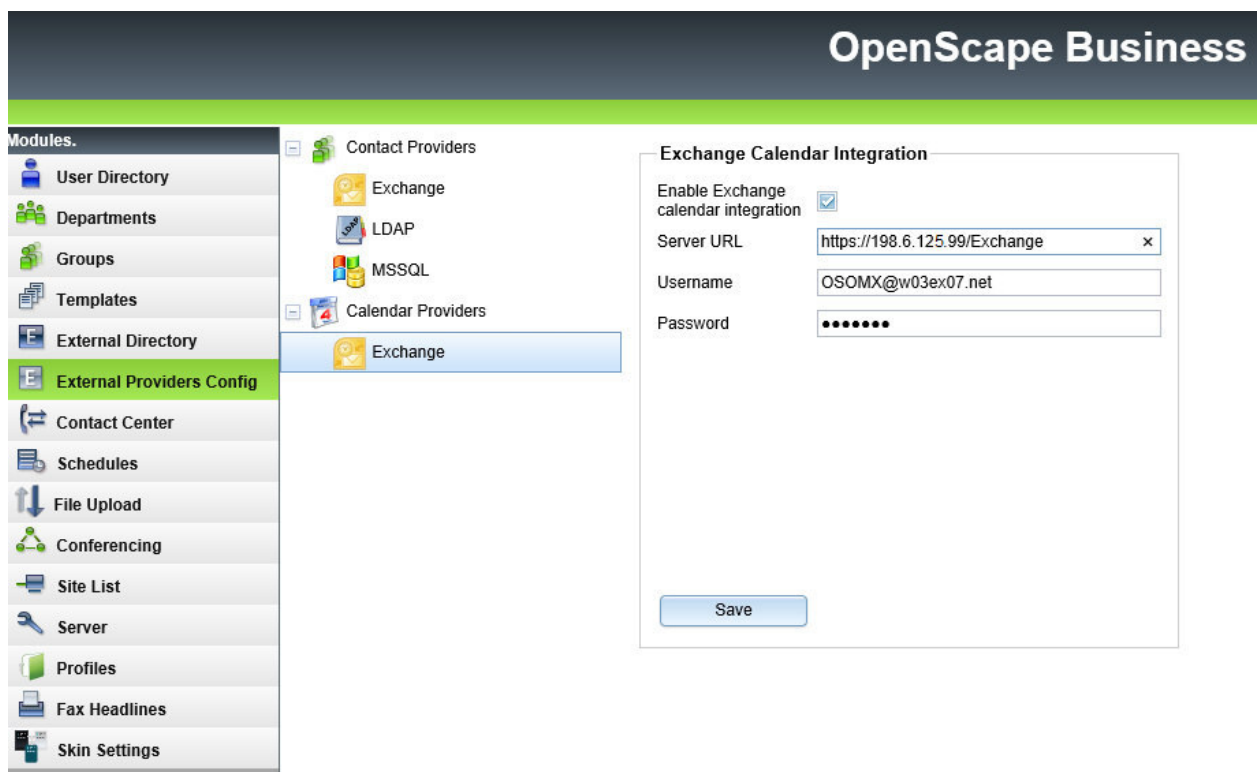 OpenScape Business
Modules.
User Directory
Departments
Groups
Templates
External Directory
External Providers Config
Contact Center
Schedules
File Upload
Conferencing
Site List
Server
Profiles
Fax Headlines
Skin Settings
Contact Providers
Exchange
LDAP
MSSQL
Calendar Providers
Exchange
Exchange Calendar Integration
Enable Exchange
calendar integration
Server URL https://198.6.125.99/Exchange ×
Username OSOMX@w03ex07.net
Password •••••••
Save